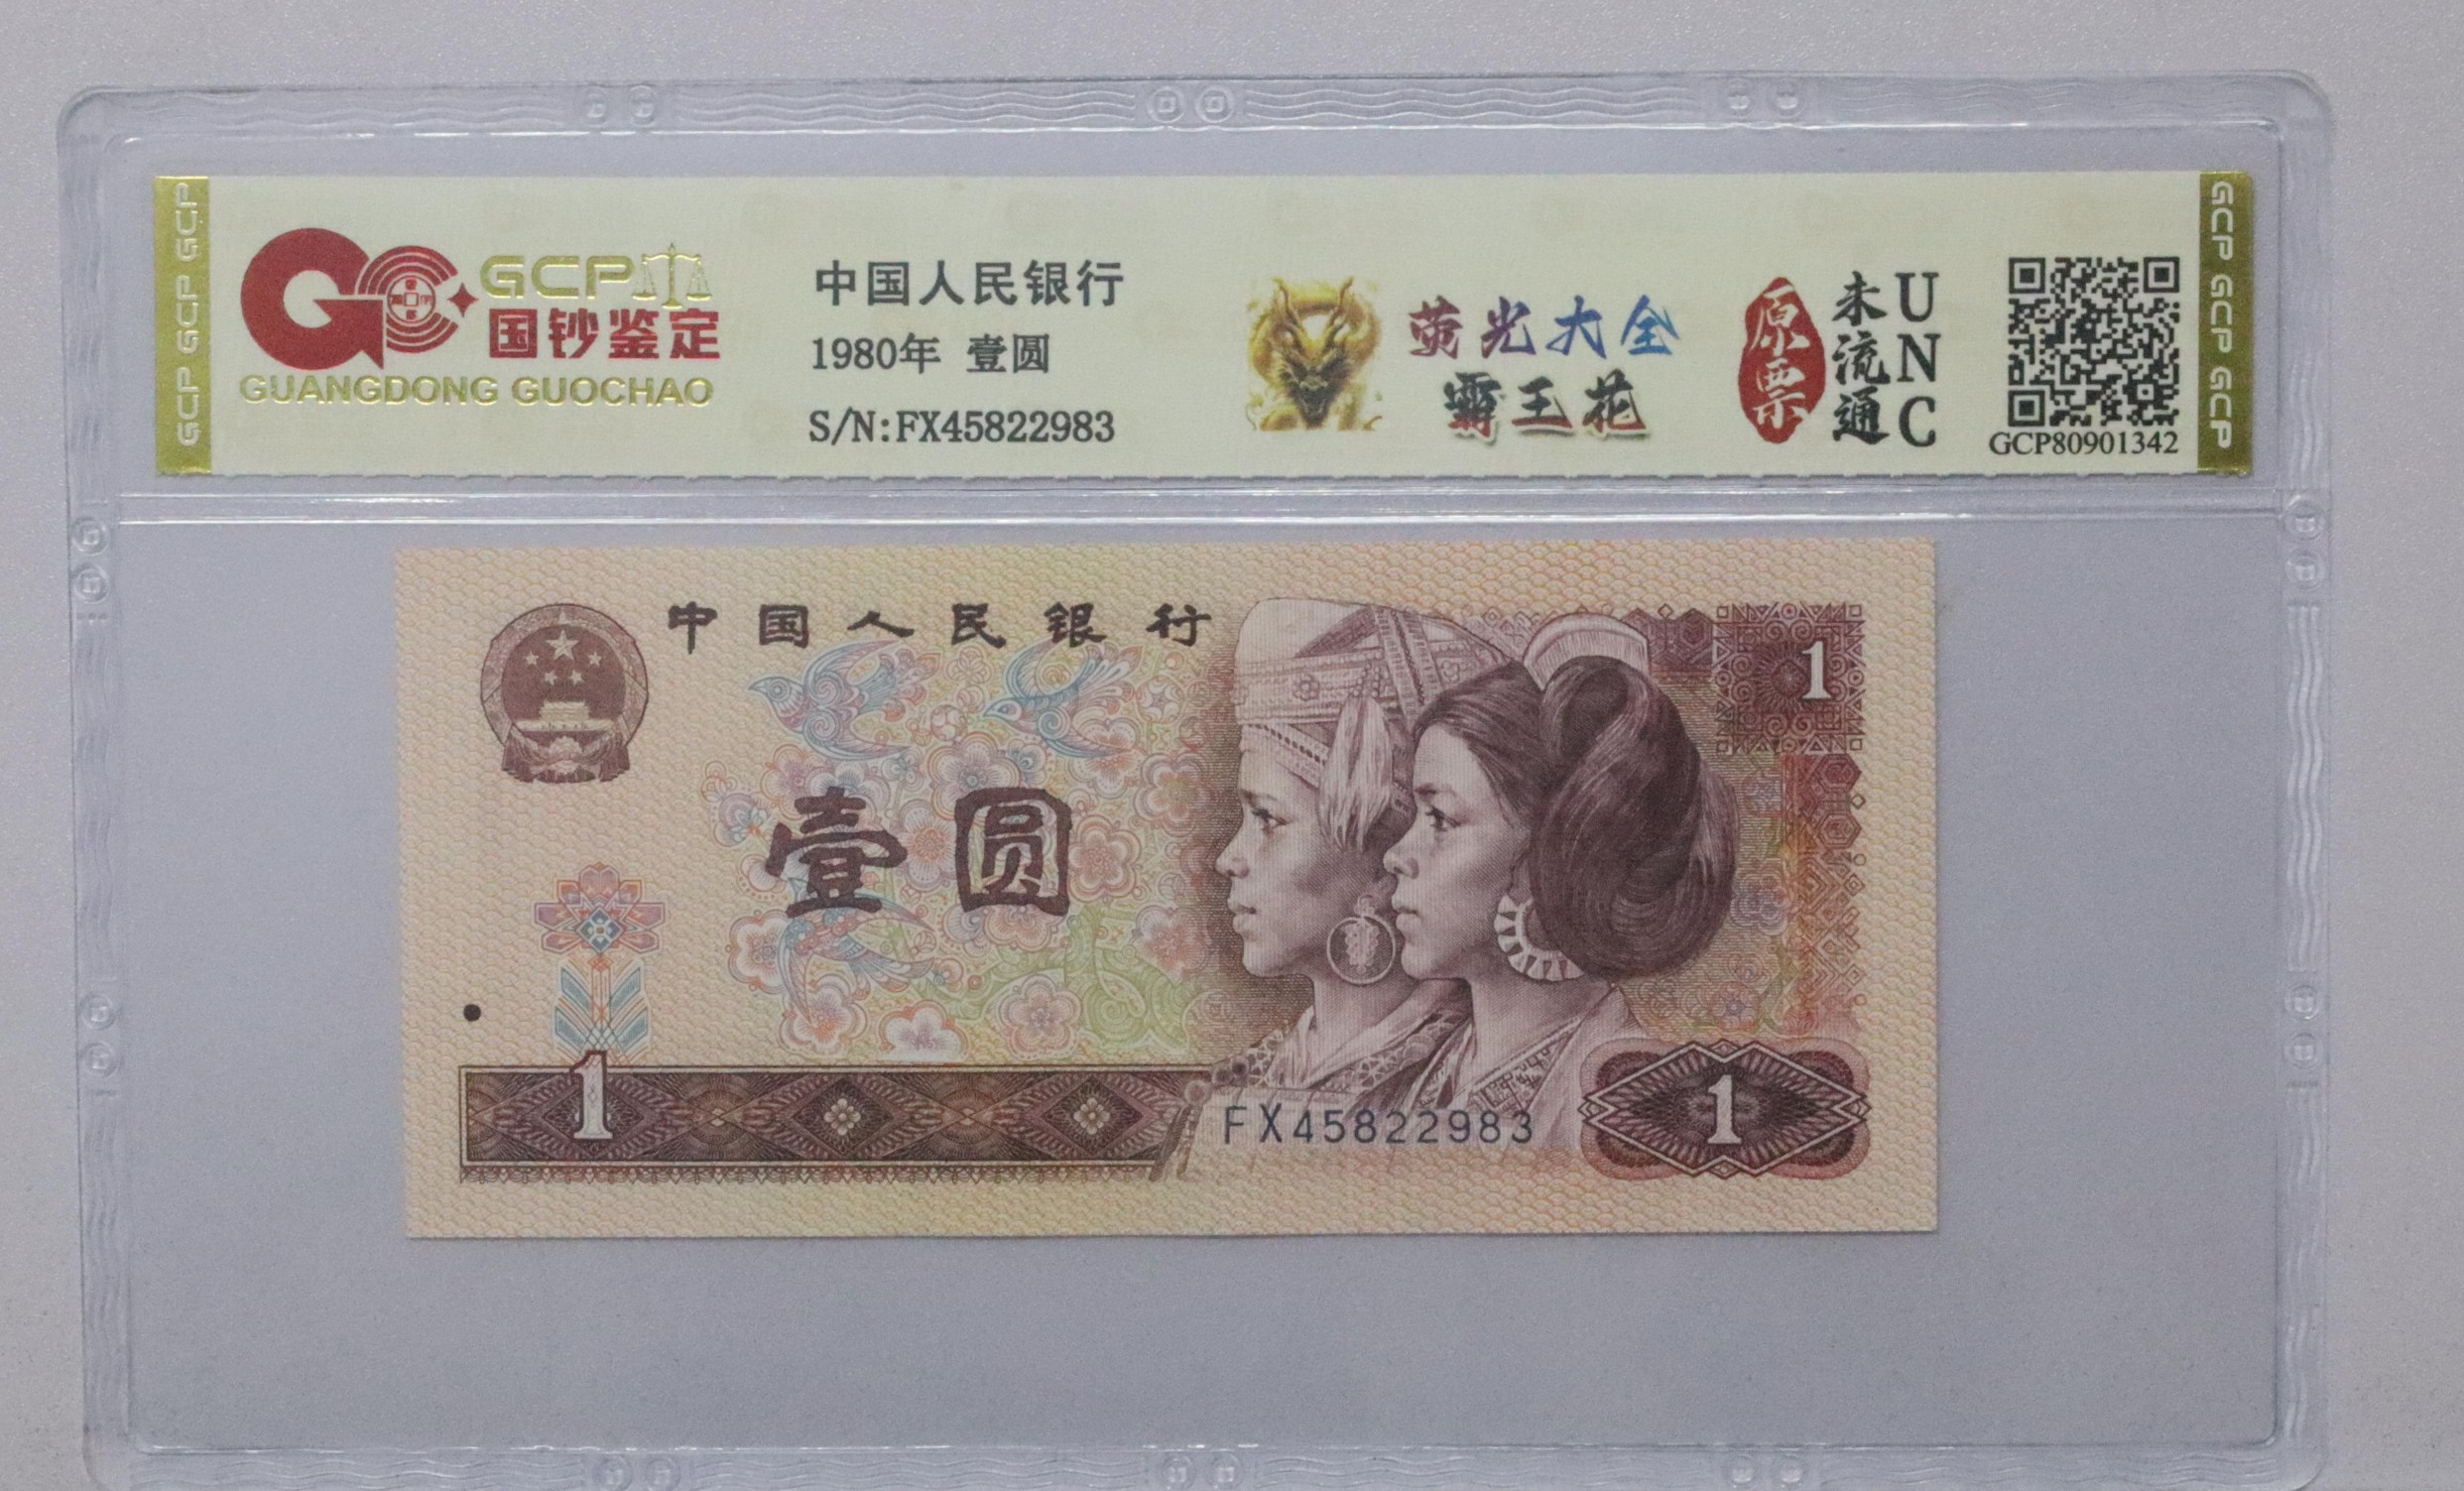 GCP GCP GCP
GCP
国钞鉴定
GUANGDONG GUOCHAO
中国人民银行
1980年 壹圆
S/N:FX45822983
荧光大全
霸王花
原票
未流通
UNC
GCP80901342
GCP GCP GCP
中国人民银行
1
壹圆
1
FX45822983
1